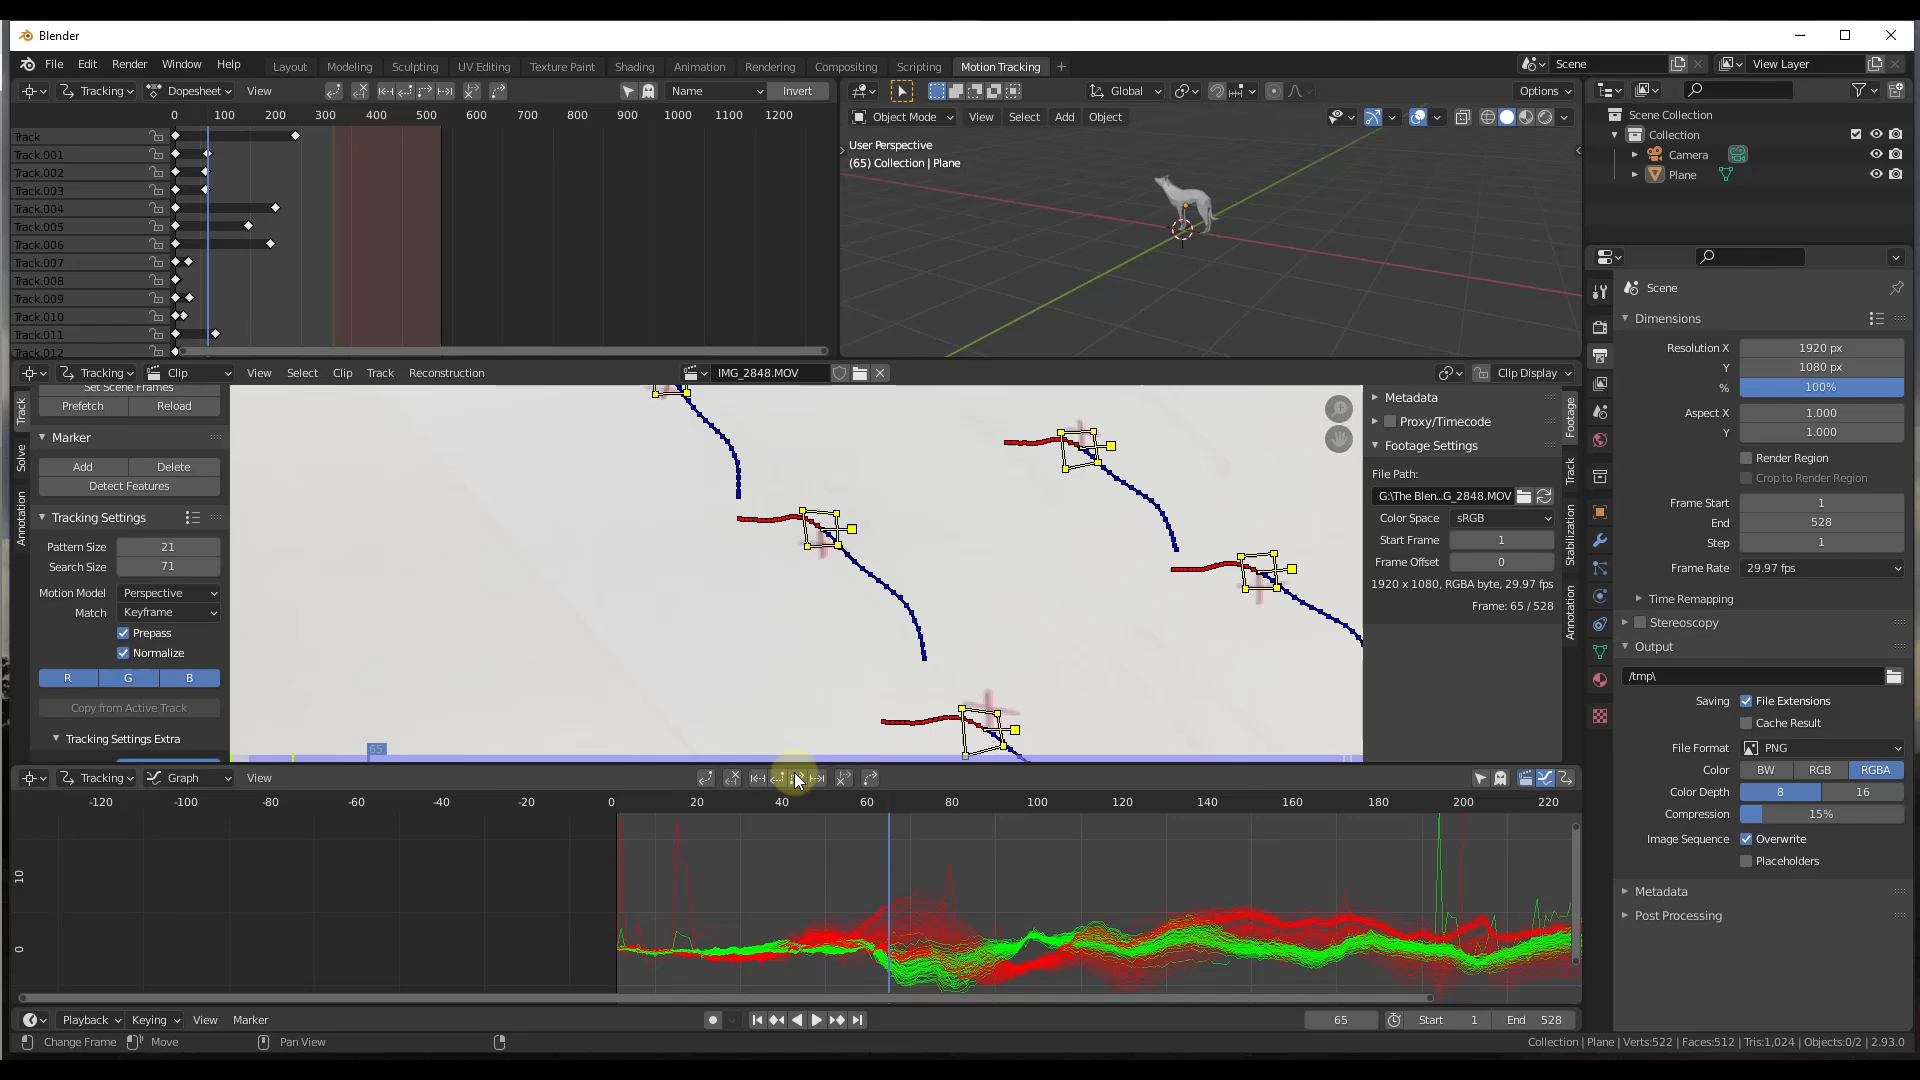 Blender
File Edit Render Window Help Layout Modeling Sculpting UV Editing Texture Paint Shading Animation Rendering Compositing Scripting Motion Tracking + Scene View Layer
Tracking Dopesheet View Name Invert
0 100 200 300 400 500 600 700 800 900 1000 1100 1200
Track
Track.001
Track.002
Track.003
Track.004
Track.005
Track.006
Track.007
Track.008
Track.009
Track.010
Track.011
Track.012
Global Options
Object Mode View Select Add Object
User Perspective
(65) Collection | Plane
Scene Collection
Collection
Camera
Plane
Tracking Clip View Select Clip Track Reconstruction IMG_2848.MOV Clip Display
Set Scene Frames
Prefetch Reload
Marker
Add Delete
Detect Features
Tracking Settings
Pattern Size 21
Search Size 71
Motion Model Perspective
Match Keyframe
Prepass
Normalize
R G B
Copy from Active Track
Tracking Settings Extra
Track
Solve
Annotation
65
Metadata
Proxy/Timecode
Footage Settings
File Path:
G:\The Blen..G_2848.MOV
Color Space sRGB
Start Frame 1
Frame Offset 0
1920 x 1080, RGBA byte, 29.97 fps
Frame: 65 / 528
Footage
Track
Stabilization
Annotation
Scene
Dimensions
Resolution X 1920 px
Y 1080 px
% 100%
Aspect X 1.000
Y 1.000
Render Region
Crop to Render Region
Frame Start 1
End 528
Step 1
Frame Rate 29.97 fps
Time Remapping
Stereoscopy
Output
/tmp\
Saving File Extensions
Cache Result
File Format PNG
Color BW RGB RGBA
Color Depth 8 16
Compression 15%
Image Sequence Overwrite
Placeholders
Metadata
Post Processing
Tracking Graph View
-120 -100 -80 -60 -40 -20 0 20 40 60 80 100 120 140 160 180 200 220
10
0
Playback Keying View Marker 65 Start 1 End 528
Change Frame Move Pan View Collection | Plane | Verts:522 | Faces:512 | Tris:1,024 | Objects:0/2 | 2.93.0